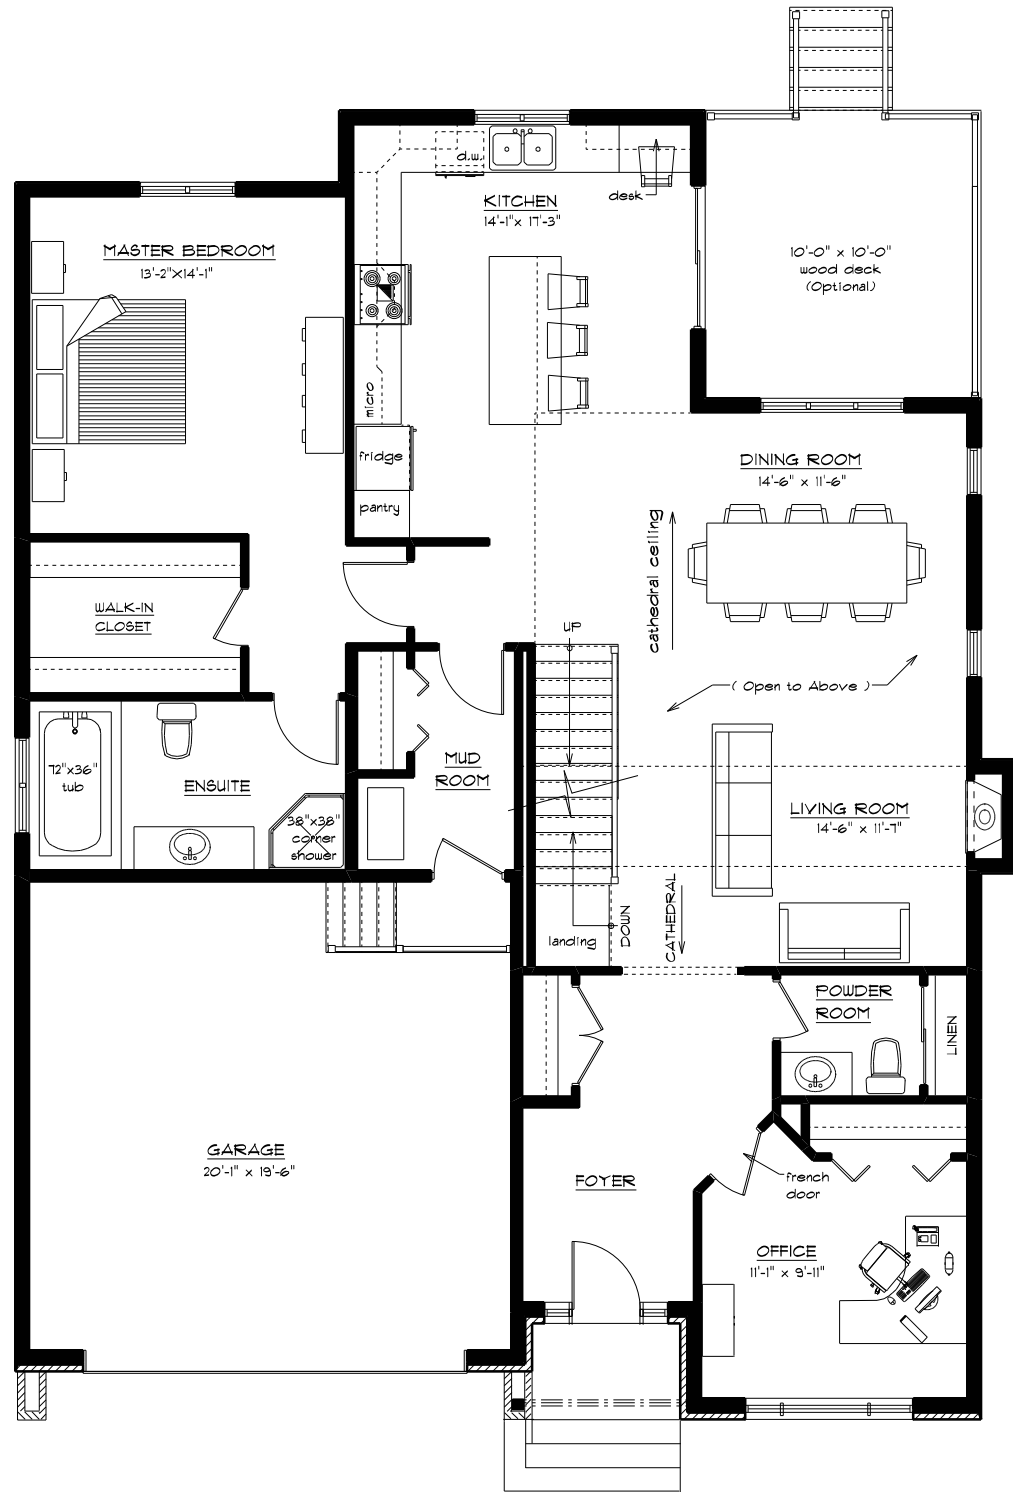 d.w.
KITCHEN
14'-1"x 17'-3"
desk
MASTER BEDROOM
13'-2"x14'-1"
10'-0" x 10'-0"
wood deck
(Optional)
micro
fridge
pantry
DINING ROOM
14'-6" x 11'-6"
cathedral ceiling
WALK-IN
CLOSET
UP
( Open to Above )
72"x36"
tub
ENSUITE
MUD
ROOM
38"x38"
corner
shower
LIVING ROOM
14'-6" x 11'-7"
landing
DOWN
CATHEDRAL
POWDER
ROOM
LINEN
GARAGE
20'-1" x 19'-6"
FOYER
french
door
OFFICE
11'-1" x 9'-11"